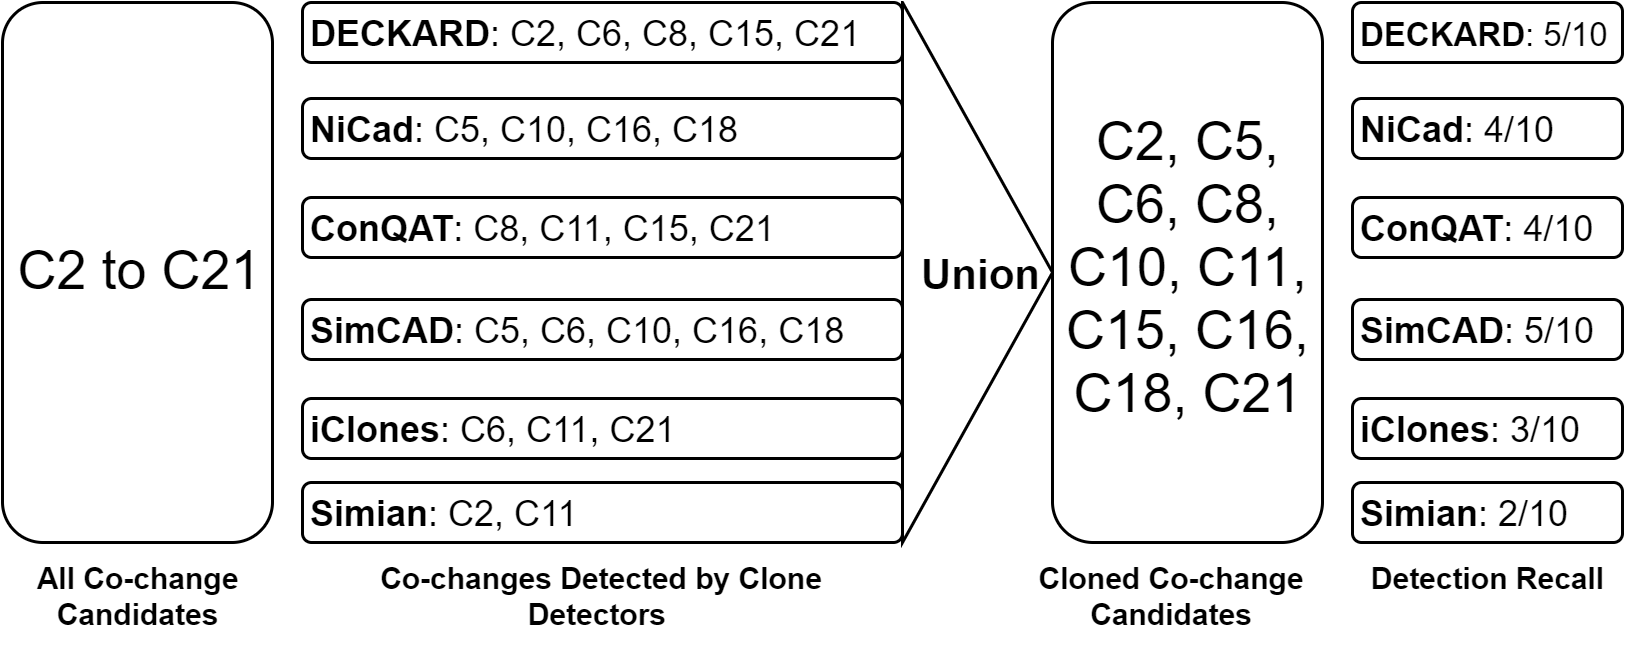 C2 to C21
All Co-change
Candidates
DECKARD: C2, C6, C8, C15, C21
NiCad: C5, C10, C16, C18
ConQAT: C8, C11, C15, C21
SimCAD: C5, C6, C10, C16, C18
iClones: C6, C11, C21
Simian: C2, C11
Co-changes Detected by Clone
Detectors
Union
C2, C5,
C6, C8,
C10, C11,
C15, C16,
C18, C21
Cloned Co-change
Candidates
DECKARD: 5/10
NiCad: 4/10
ConQAT: 4/10
SimCAD: 5/10
iClones: 3/10
Simian: 2/10
Detection Recall